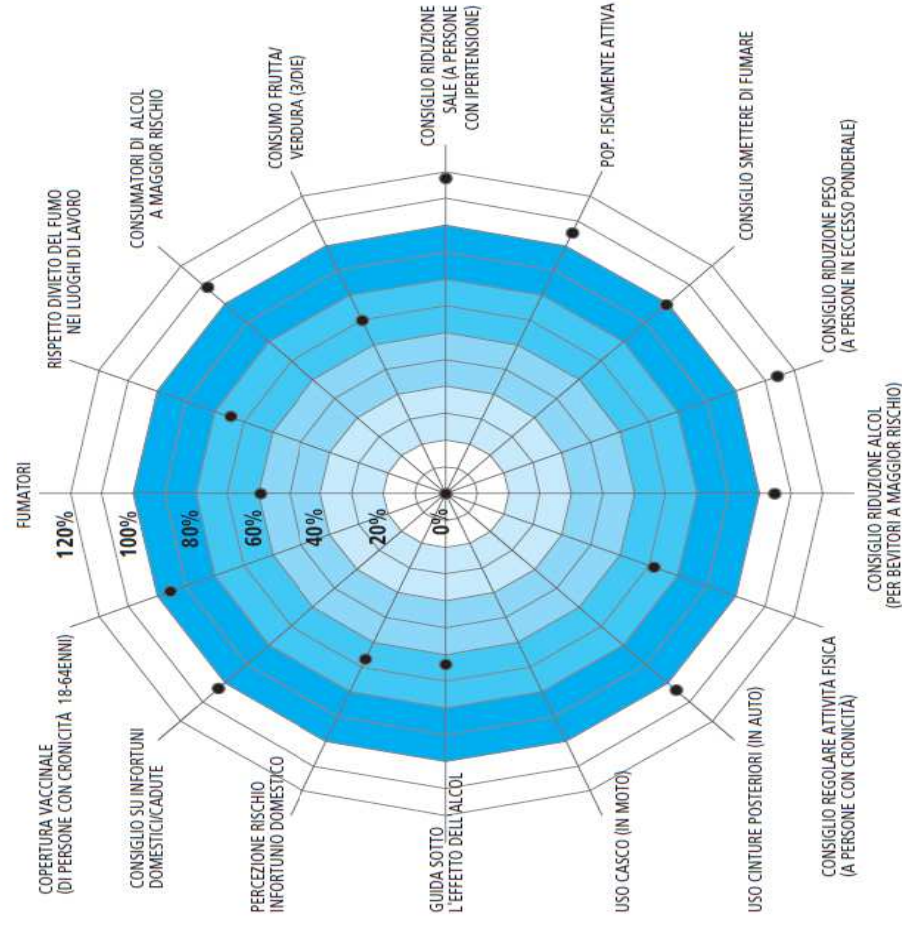 FUMATORI
120%
100%
80%
60%
40%
20%
0%
RISPETTO DIVIETO DEL FUMO
NEI LUOGHI DI LAVORO
CONSUMATORI DI ALCOL
A MAGGIOR RISCHIO
CONSUMO FRUTTA/
VERDURA (3/DIE)
CONSIGLIO RIDUZIONE
SALE (A PERSONE
CON IPERTENSIONE)
POP. FISICAMENTE ATTIVA
CONSIGLIO SMETTERE DI FUMARE
CONSIGLIO RIDUZIONE PESO
(A PERSONE IN ECCESSO PONDERALE)
CONSIGLIO RIDUZIONE ALCOL
(PER BEVITORI A MAGGIOR RISCHIO)
CONSIGLIO REGOLARE ATTIVITÀ FISICA
(A PERSONE CON CRONICITÀ)
USO CINTURE POSTERIORI (IN AUTO)
USO CASCO (IN MOTO)
GUIDA SOTTO
L'EFFETTO DELL'ALCOL
PERCEZIONE RISCHIO
INFORTUNIO DOMESTICO
CONSIGLIO SU INFORTUNI
DOMESTICI/CADUTE
COPERTURA VACCINALE
(DI PERSONE CON CRONICITÀ 18-64ENNI)